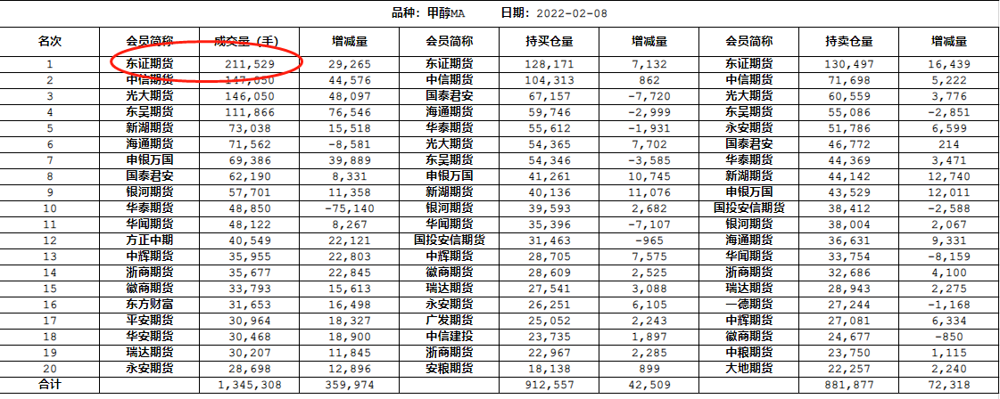 品种：甲醇MA 日期：2022-02-08
名次 会员简称 成交量（手） 增减量 会员简称 持买仓量 增减量 会员简称 持卖仓量 增减量
1 东证期货 211,529 29,265 东证期货 128,171 7,132 东证期货 130,497 16,439
2 中信期货 147,050 44,576 中信期货 104,313 862 中信期货 71,698 5,222
3 光大期货 146,050 48,097 国泰君安 67,157 -7,720 光大期货 60,559 3,776
4 东吴期货 111,866 76,546 海通期货 59,746 -2,999 东吴期货 55,086 -2,851
5 新湖期货 73,038 15,518 华泰期货 55,612 -1,931 永安期货 51,786 6,599
6 海通期货 71,562 -8,581 光大期货 54,365 7,702 国泰君安 46,772 214
7 申银万国 69,386 39,889 东吴期货 54,346 -3,585 华泰期货 44,369 3,471
8 国泰君安 62,190 8,331 申银万国 41,261 10,745 新湖期货 44,142 12,740
9 银河期货 57,701 11,358 新湖期货 40,136 11,076 申银万国 43,529 12,011
10 华泰期货 48,850 -75,140 银河期货 39,593 2,682 国投安信期货 38,412 -2,588
11 华闻期货 48,122 8,267 华闻期货 35,396 -7,107 银河期货 38,004 2,067
12 方正中期 40,549 22,121 国投安信期货 31,463 -965 海通期货 36,631 9,331
13 中辉期货 35,955 22,803 中辉期货 28,705 7,575 华闻期货 33,754 -8,159
14 浙商期货 35,677 22,845 徽商期货 28,609 2,525 浙商期货 32,686 4,100
15 徽商期货 33,793 15,613 瑞达期货 27,541 3,088 瑞达期货 28,943 2,275
16 东方财富 31,653 16,498 永安期货 26,251 6,105 一德期货 27,244 -1,168
17 平安期货 30,964 18,327 广发期货 25,052 2,243 中辉期货 27,081 6,334
18 华安期货 30,468 18,900 中信建投 23,735 1,897 徽商期货 24,677 -850
19 瑞达期货 30,207 11,845 浙商期货 22,967 2,285 中粮期货 23,750 1,115
20 永安期货 28,698 12,896 安粮期货 18,138 899 大地期货 22,257 2,240
合计 1,345,308 359,974 912,557 42,509 881,877 72,318